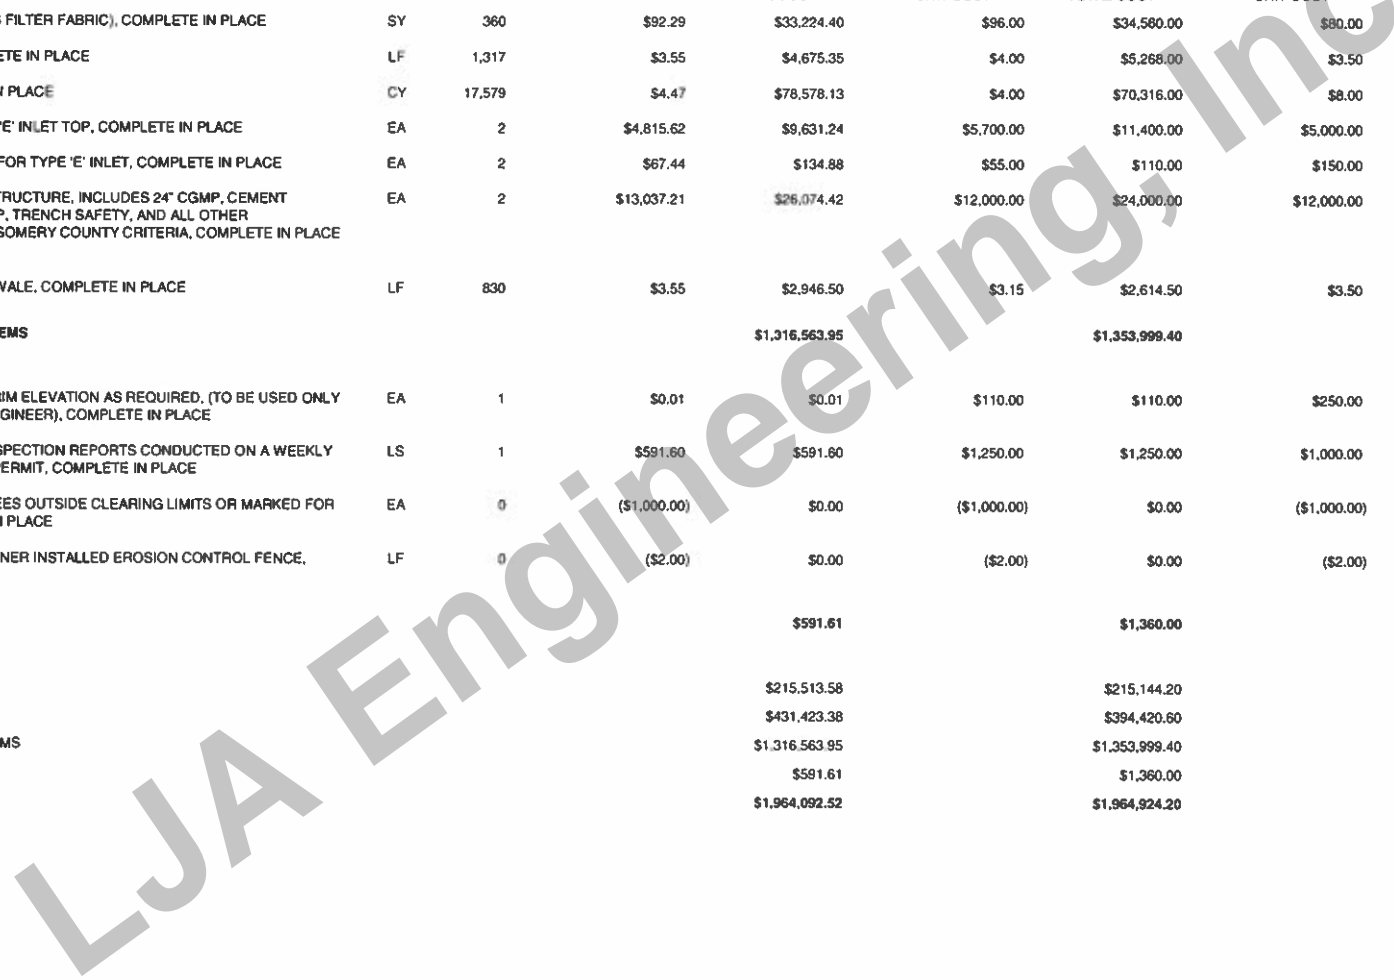 FILTER FABRIC), COMPLETE IN PLACE SY 360 $92.29 $33,224.40 $96.00 $34,560.00 $80.00
ETE IN PLACE LF 1,317 $3.55 $4,675.35 $4.00 $5,268.00 $3.50
PLACE CY 17,579 $4.47 $78,578.13 $4.00 $70,316.00 $8.00
'E' INLET TOP, COMPLETE IN PLACE EA 2 $4,815.62 $9,631.24 $5,700.00 $11,400.00 $5,000.00
FOR TYPE 'E' INLET, COMPLETE IN PLACE EA 2 $67.44 $134.88 $55.00 $110.00 $150.00
TRUCTURE, INCLUDES 24" CGMP, CEMENT EA 2 $13,037.21 $26,074.42 $12,000.00 $24,000.00 $12,000.00
P, TRENCH SAFETY, AND ALL OTHER
GOMERY COUNTY CRITERIA, COMPLETE IN PLACE
WALE, COMPLETE IN PLACE LF 830 $3.55 $2,946.50 $3.15 $2,614.50 $3.50
EMS $1,316,563.95 $1,353,999.40
RIM ELEVATION AS REQUIRED, (TO BE USED ONLY EA 1 $0.01 $0.01 $110.00 $110.00 $250.00
GINEER), COMPLETE IN PLACE
SPECTION REPORTS CONDUCTED ON A WEEKLY LS 1 $591.60 $591.60 $1,250.00 $1,250.00 $1,000.00
PERMIT, COMPLETE IN PLACE
EES OUTSIDE CLEARING LIMITS OR MARKED FOR EA 0 ($1,000.00) $0.00 ($1,000.00) $0.00 ($1,000.00)
PLACE
NER INSTALLED EROSION CONTROL FENCE, LF 0 ($2.00) $0.00 ($2.00) $0.00 ($2.00)
$591.61 $1,360.00
$215,513.58 $215,144.20
$431,423.38 $394,420.60
MS $1,316,563.95 $1,353,999.40
$591.61 $1,360.00
$1,964,092.52 $1,964,924.20
LJA Engineering, Inc